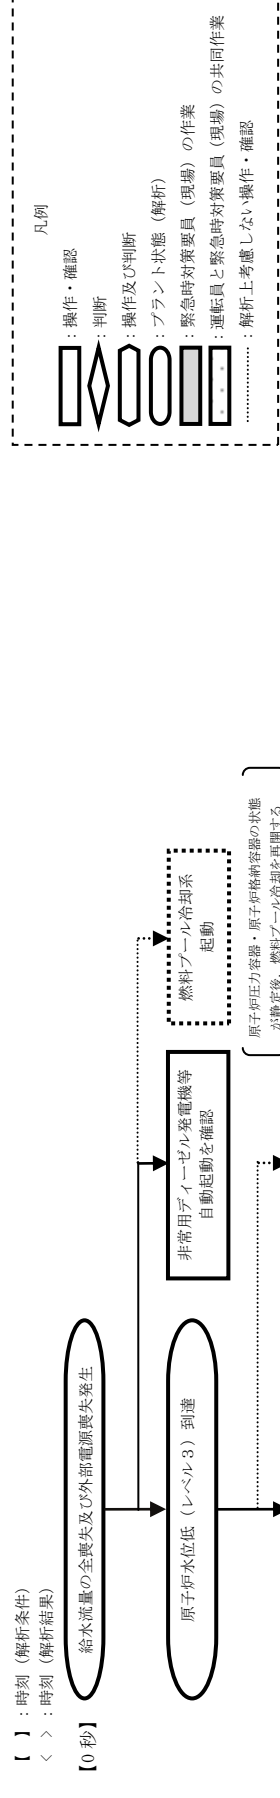 【　】：時刻（解析条件）
＜　＞：時刻（解析結果）
【0 秒】
給水流量の全喪失及び外部電源喪失発生
原子炉水位低（レベル３）到達
非常用ディーゼル発電機等
自動起動を確認
燃料プール冷却系
起動
原子炉圧力容器・原子炉格納容器の状態
が静定後，燃料プール冷却を再開する
凡例
：操作・確認
：判断
：操作及び判断
：プラント状態（解析）
：緊急時対策要員（現場）の作業
：運転員と緊急時対策要員（現場）の共同作業
：解析上考慮しない操作・確認